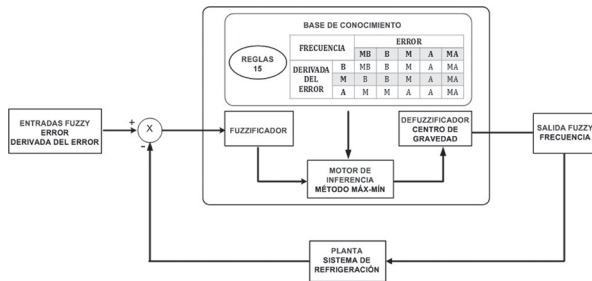 BASE DE CONOCIMIENTO
REGLAS
15
FRECUENCIA ERROR
MB B M A MA
DERIVADA DEL ERROR
B MB B M A MA
M B B M A MA
A M M A A MA
ENTRADAS FUZZY
ERROR
DERIVADA DEL ERROR
+
X
-
FUZZIFICADOR
DEFUZZIFICADOR
CENTRO DE
GRAVEDAD
SALIDA FUZZY
FRECUENCIA
MOTOR DE
INFERENCIA
MÉTODO MÁX-MÍN
PLANTA
SISTEMA DE
REFRIGERACIÓN